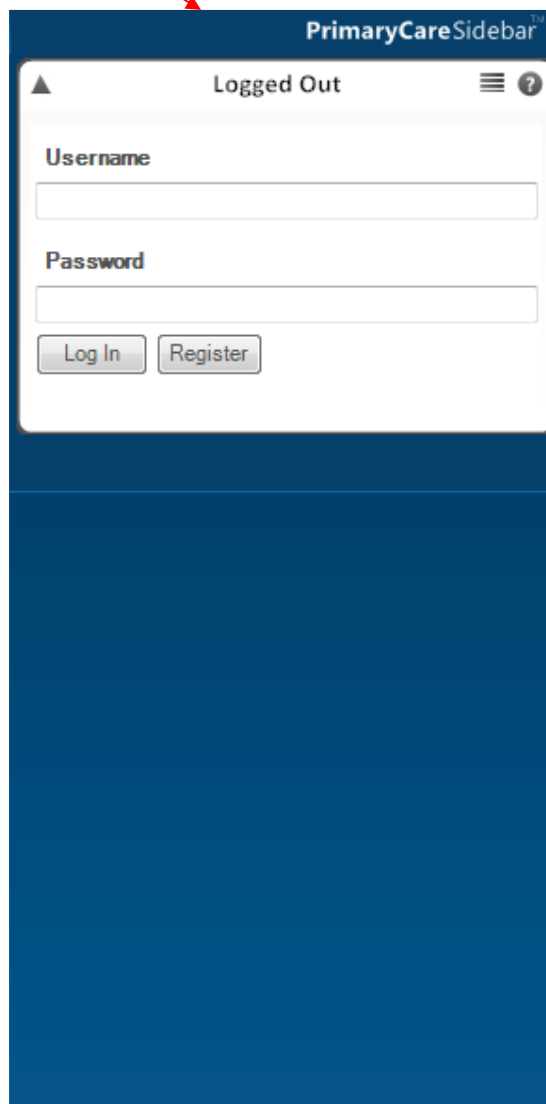 PrimaryCareSidebar™
Logged Out ?
Username
Password
Log In Register